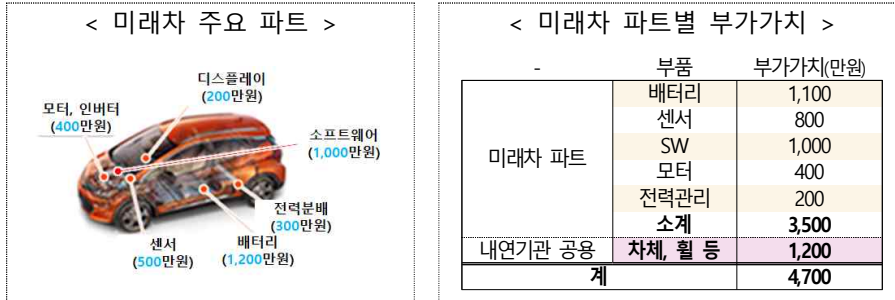 < 미래차 주요 파트 >
디스플레이
(200만원)
모터, 인버터
(400만원)
소프트웨어
(1,000만원)
전력분배
(300만원)
센서
(500만원)
배터리
(1,200만원)
< 미래차 파트별 부가가치 >
- 부품 부가가치(만원)
미래차 파트 배터리 1,100
센서 800
SW 1,000
모터 400
전력관리 200
소계 3,500
내연기관 공용 차체, 휠 등 1,200
계 4,700